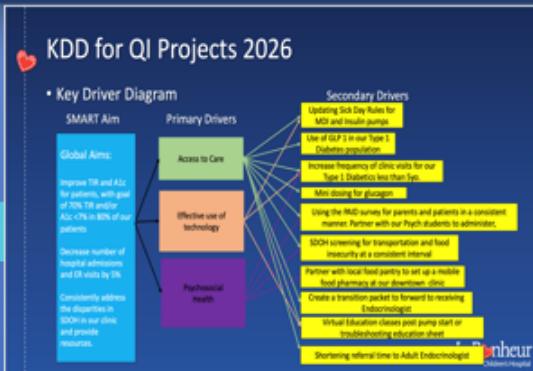 KDD for QI Projects 2026
• Key Driver Diagram
SMART Aim
Primary Drivers
Secondary Drivers
Global Aims:
Improve TIR and A1c
for patients, with goal
of 70% TIR and/or
A1c <7% in 80% of our
patients
Decrease number of
hospital admissions
and ER visits by 5%
Consistently address
the disparities in
SDOH in our clinic
and provide
resources.
Access to Care
Effective use of
technology
Psychosocial
Health
Updating Sick Day Rules for
MDI and Insulin pumps
Use of GLP 1 in our Type 1
Diabetes population
Increase frequency of clinic visits for our
Type 1 Diabetics less than 5yo.
Mini dosing for glucagon
Using the PAID survey for parents and patients in a consistent
manner. Partner with our Psych students to administer,
SDOH screening for transportation and food
insecurity at a consistent interval
Partner with local food pantry to set up a mobile
food pharmacy at our downtown clinic
Create a transition packet to forward to receiving
Endocrinologist
Virtual Education classes post pump start or
troubleshooting education sheet
Shortening referral time to Adult Endocrinologist
Bonheur
Children's Hospital